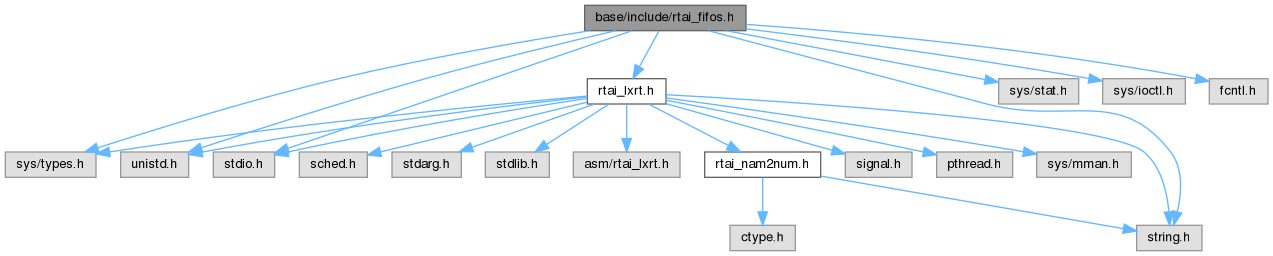 base/include/rtai_fifos.h
rtai_lxrt.h
sys/stat.h
sys/ioctl.h
fcntl.h
sys/types.h
unistd.h
stdio.h
sched.h
stdarg.h
stdlib.h
asm/rtai_lxrt.h
rtai_nam2num.h
signal.h
pthread.h
sys/mman.h
ctype.h
string.h